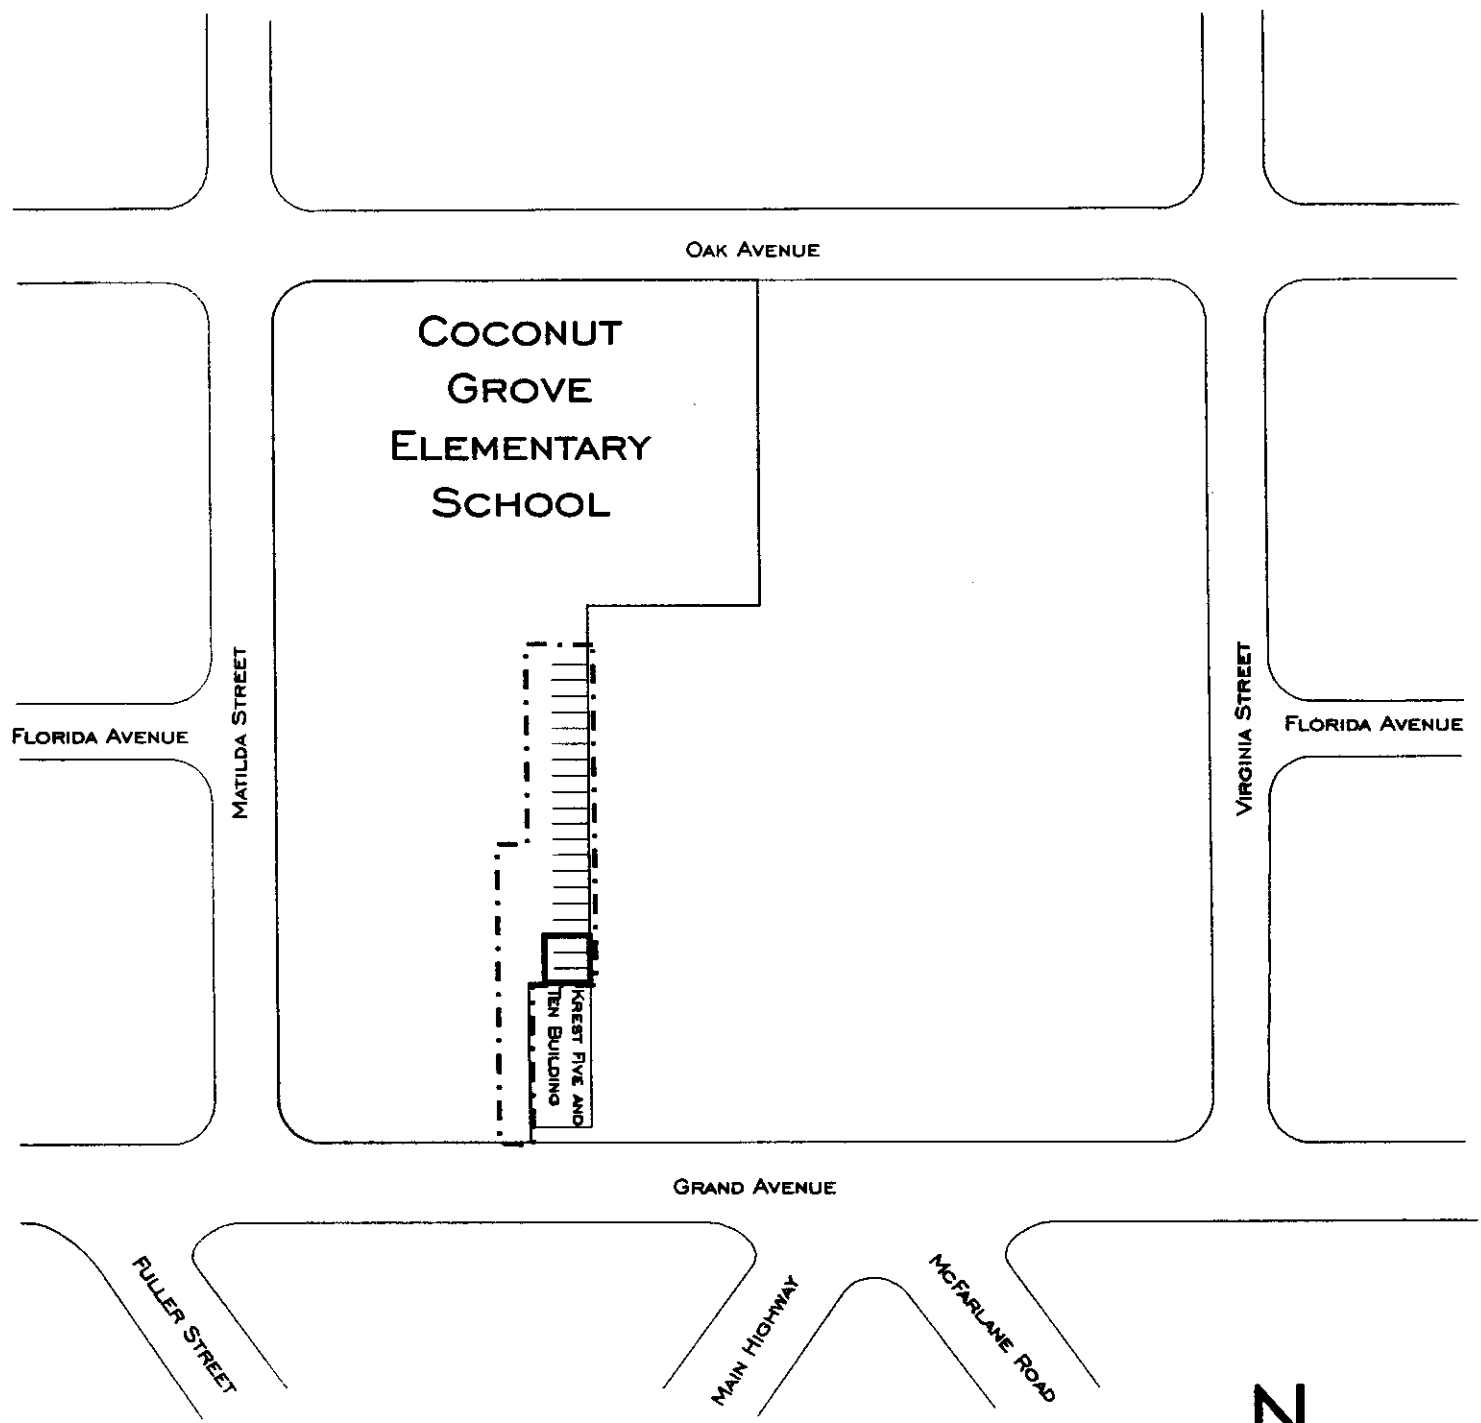 OAK AVENUE
COCONUT
GROVE
ELEMENTARY
SCHOOL
MATILDA STREET
VIRGINIA STREET
FLORIDA AVENUE
FLORIDA AVENUE
KREST FIVE AND
TEN BUILDING
GRAND AVENUE
FULLER STREET
MAIN HIGHWAY
MCFARLANE ROAD
N